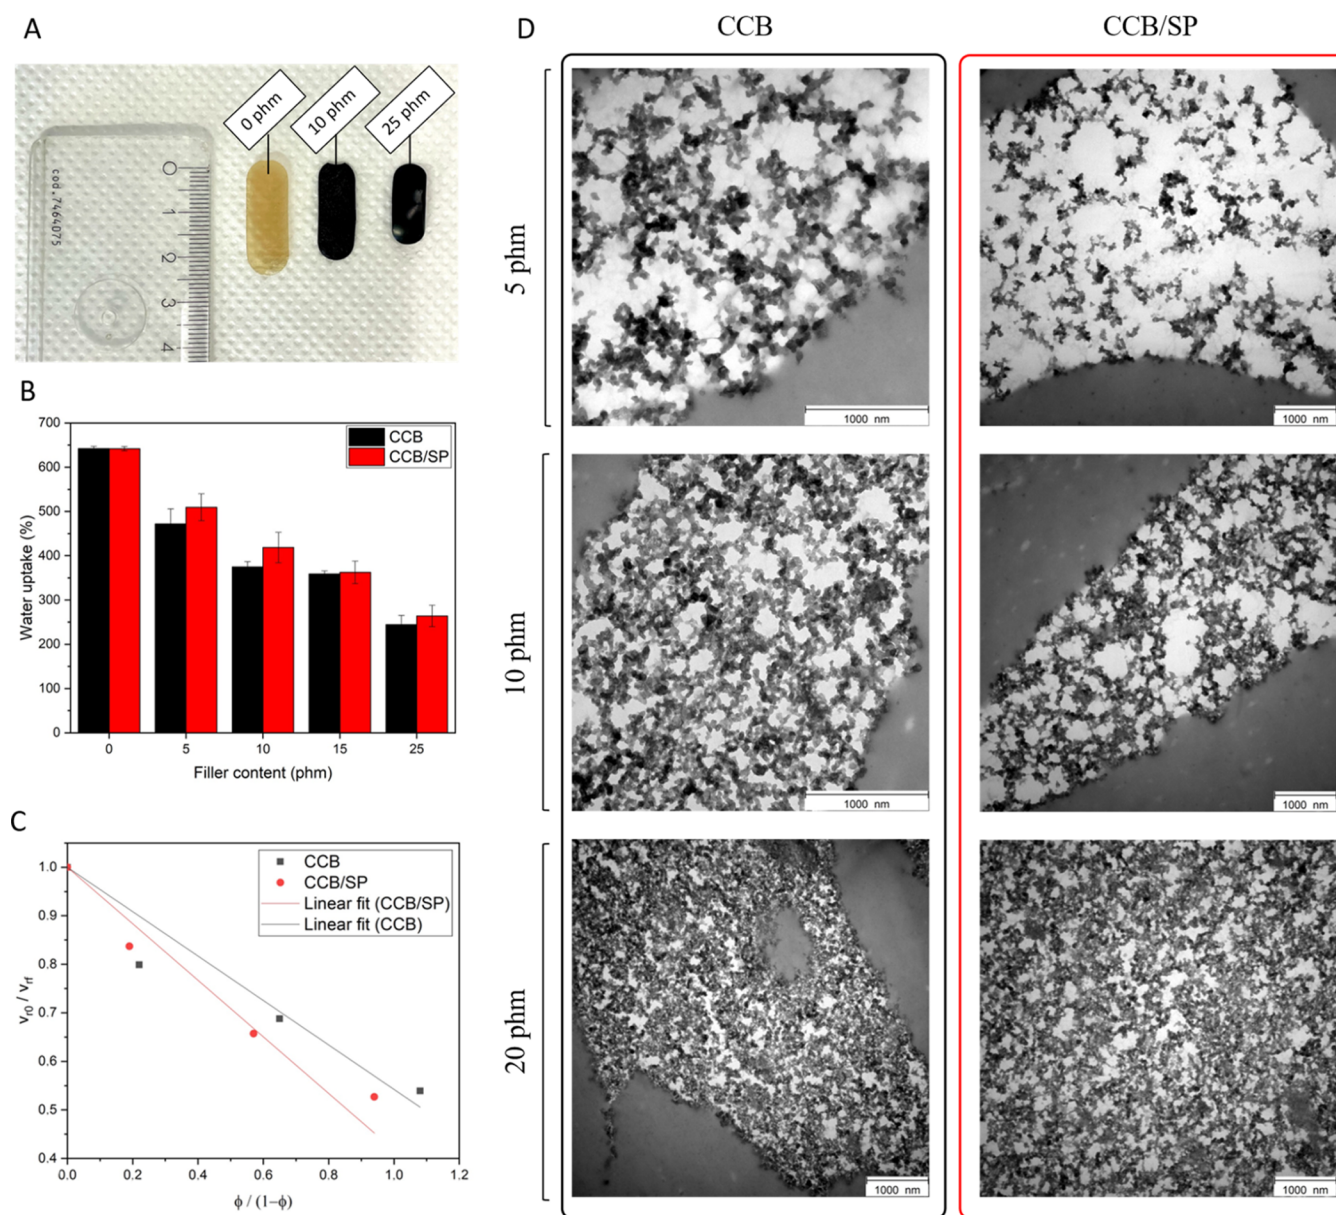 A
0 phm
10 phm
25 phm
cod.7464075
0
1
2
3
4
B
700
600
500
400
300
200
100
0
Water uptake (%)
CCB
CCB/SP
0 5 10 15 25
Filler content (phm)
C
1.0
0.9
0.8
0.7
0.6
0.5
0.4
vr0 / vrf
CCB
CCB/SP
Linear fit (CCB/SP)
Linear fit (CCB)
0.0 0.2 0.4 0.6 0.8 1.0 1.2
ϕ / (1−ϕ)
D
CCB
CCB/SP
5 phm
1000 nm
1000 nm
10 phm
1000 nm
1000 nm
20 phm
1000 nm
1000 nm